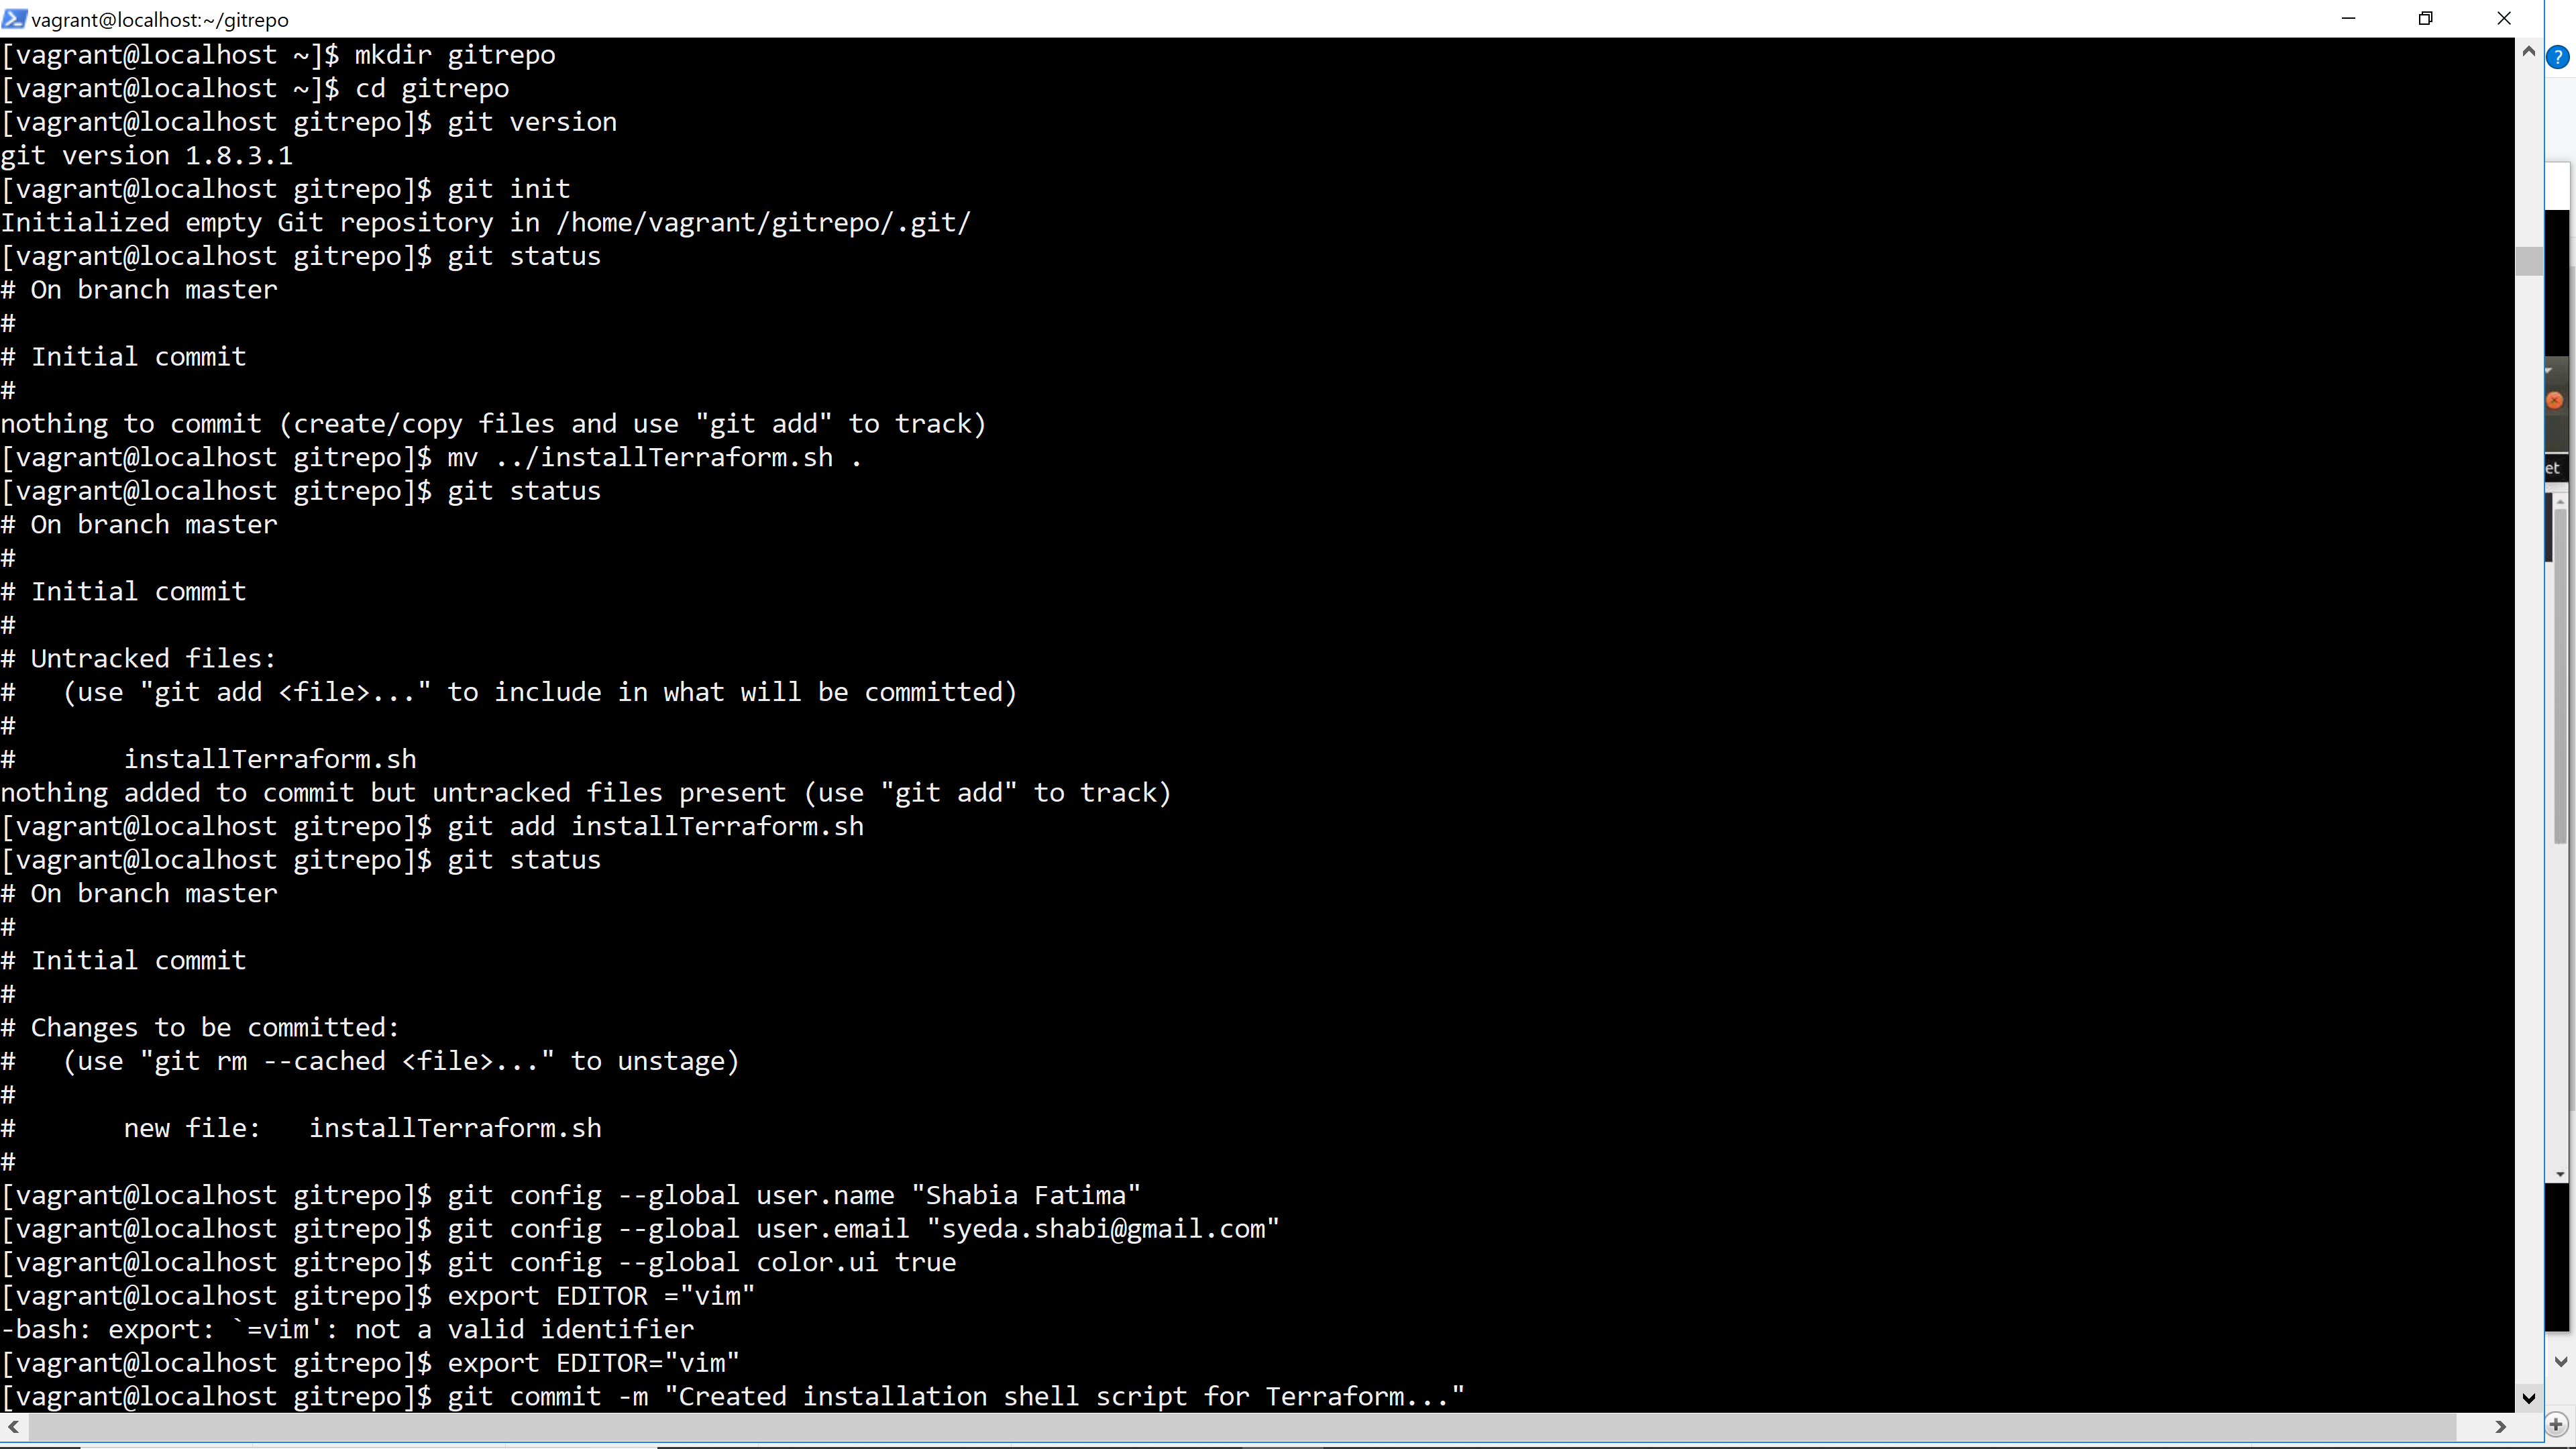 vagrant@localhost:~/gitrepo
[vagrant@localhost ~]$ mkdir gitrepo
[vagrant@localhost ~]$ cd gitrepo
[vagrant@localhost gitrepo]$ git version
git version 1.8.3.1
[vagrant@localhost gitrepo]$ git init
Initialized empty Git repository in /home/vagrant/gitrepo/.git/
[vagrant@localhost gitrepo]$ git status
# On branch master
#
# Initial commit
#
nothing to commit (create/copy files and use "git add" to track)
[vagrant@localhost gitrepo]$ mv ../installTerraform.sh .
[vagrant@localhost gitrepo]$ git status
# On branch master
#
# Initial commit
#
# Untracked files:
#   (use "git add <file>..." to include in what will be committed)
#
#       installTerraform.sh
nothing added to commit but untracked files present (use "git add" to track)
[vagrant@localhost gitrepo]$ git add installTerraform.sh
[vagrant@localhost gitrepo]$ git status
# On branch master
#
# Initial commit
#
# Changes to be committed:
#   (use "git rm --cached <file>..." to unstage)
#
#       new file:   installTerraform.sh
#
[vagrant@localhost gitrepo]$ git config --global user.name "Shabia Fatima"
[vagrant@localhost gitrepo]$ git config --global user.email "syeda.shabi@gmail.com"
[vagrant@localhost gitrepo]$ git config --global color.ui true
[vagrant@localhost gitrepo]$ export EDITOR ="vim"
-bash: export: `=vim': not a valid identifier
[vagrant@localhost gitrepo]$ export EDITOR="vim"
[vagrant@localhost gitrepo]$ git commit -m "Created installation shell script for Terraform..."
?
et